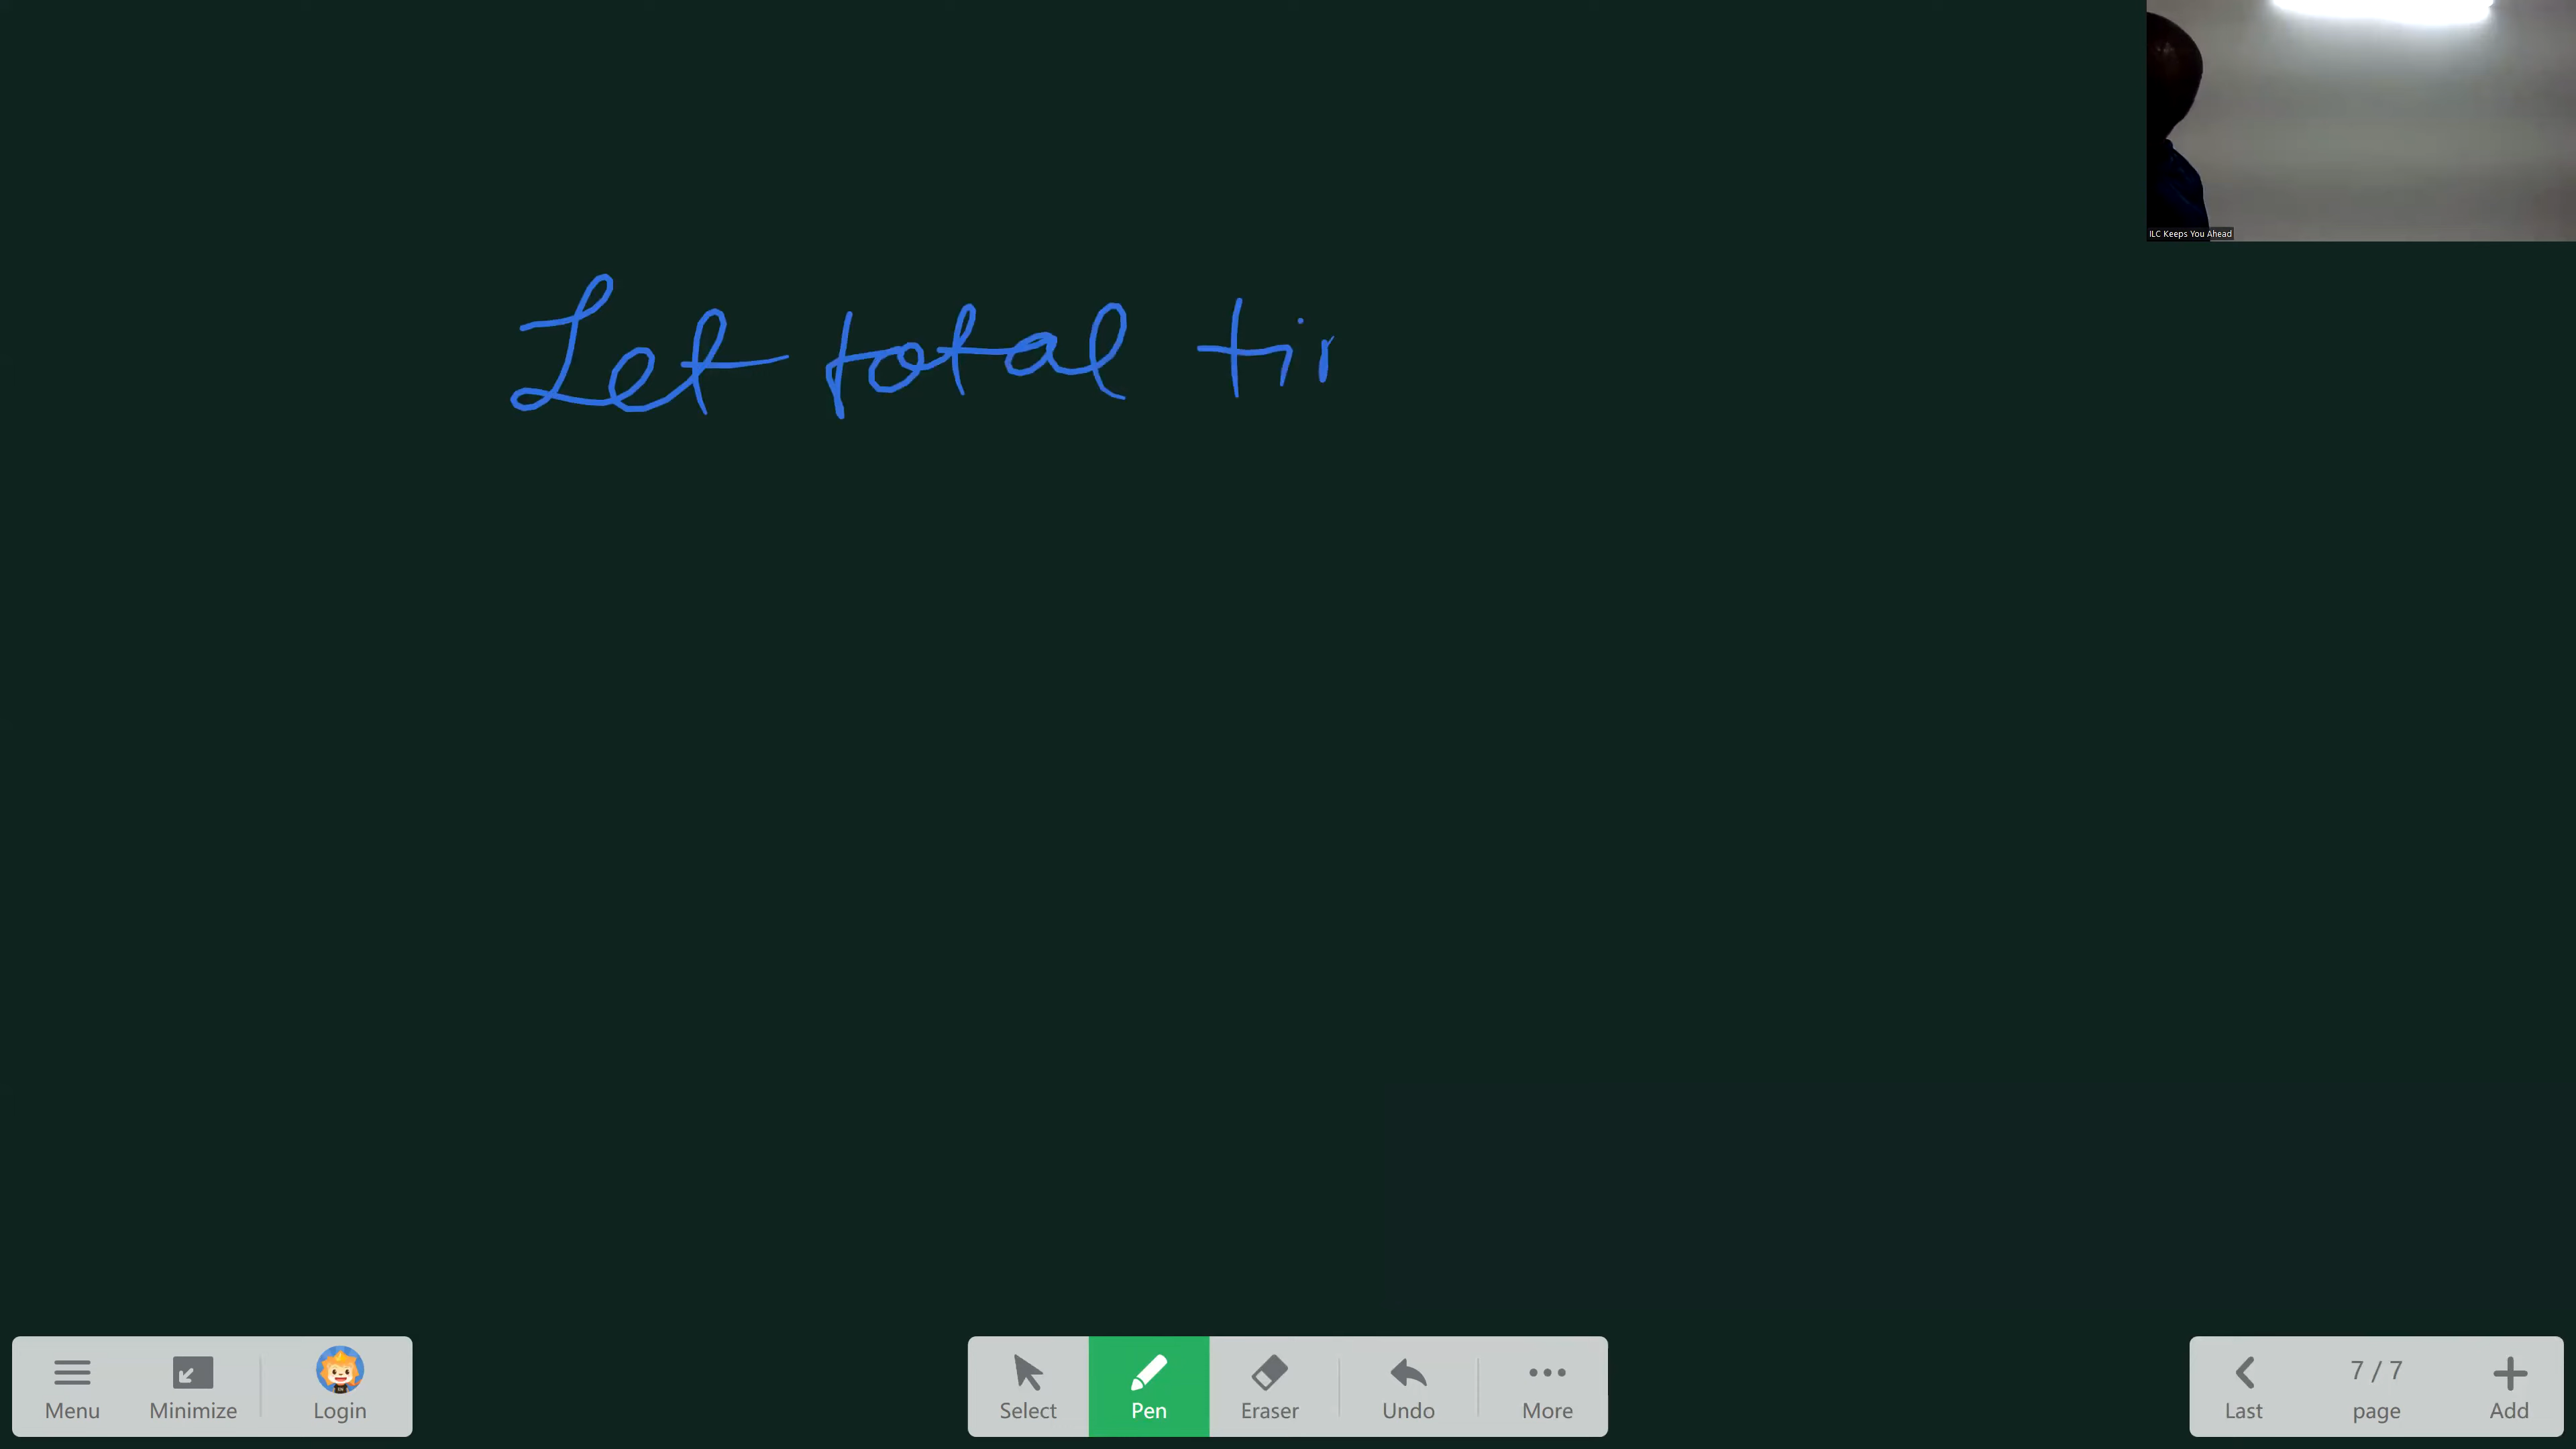 ILC Keeps You Ahead
Let total ti
Menu Minimize Login Select Pen Eraser Undo More Last 7 / 7 page Add